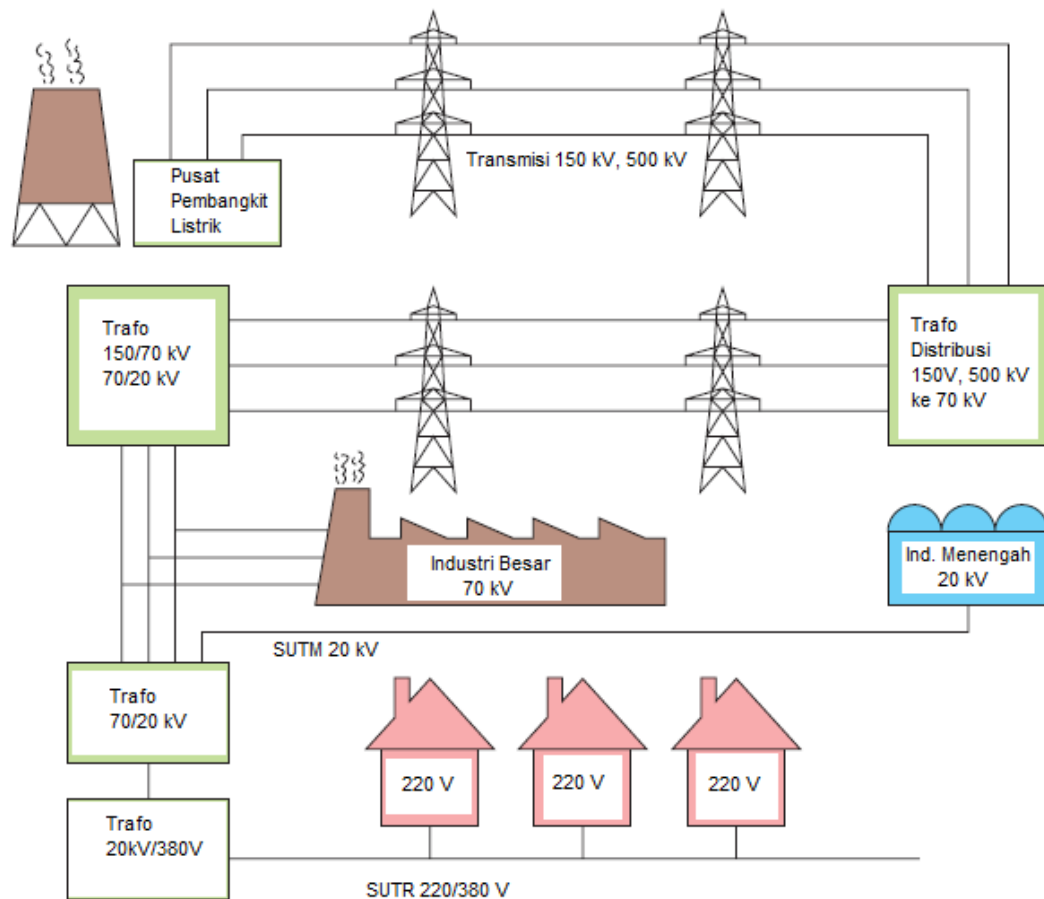 Pusat
Pembangkit
Listrik
Transmisi 150 kV, 500 kV
Trafo
150/70 kV
70/20 kV
Trafo
Distribusi
150V, 500 kV
ke 70 kV
Industri Besar
70 kV
Ind. Menengah
20 kV
SUTM 20 kV
Trafo
70/20 kV
220 V
220 V
220 V
Trafo
20kV/380V
SUTR 220/380 V